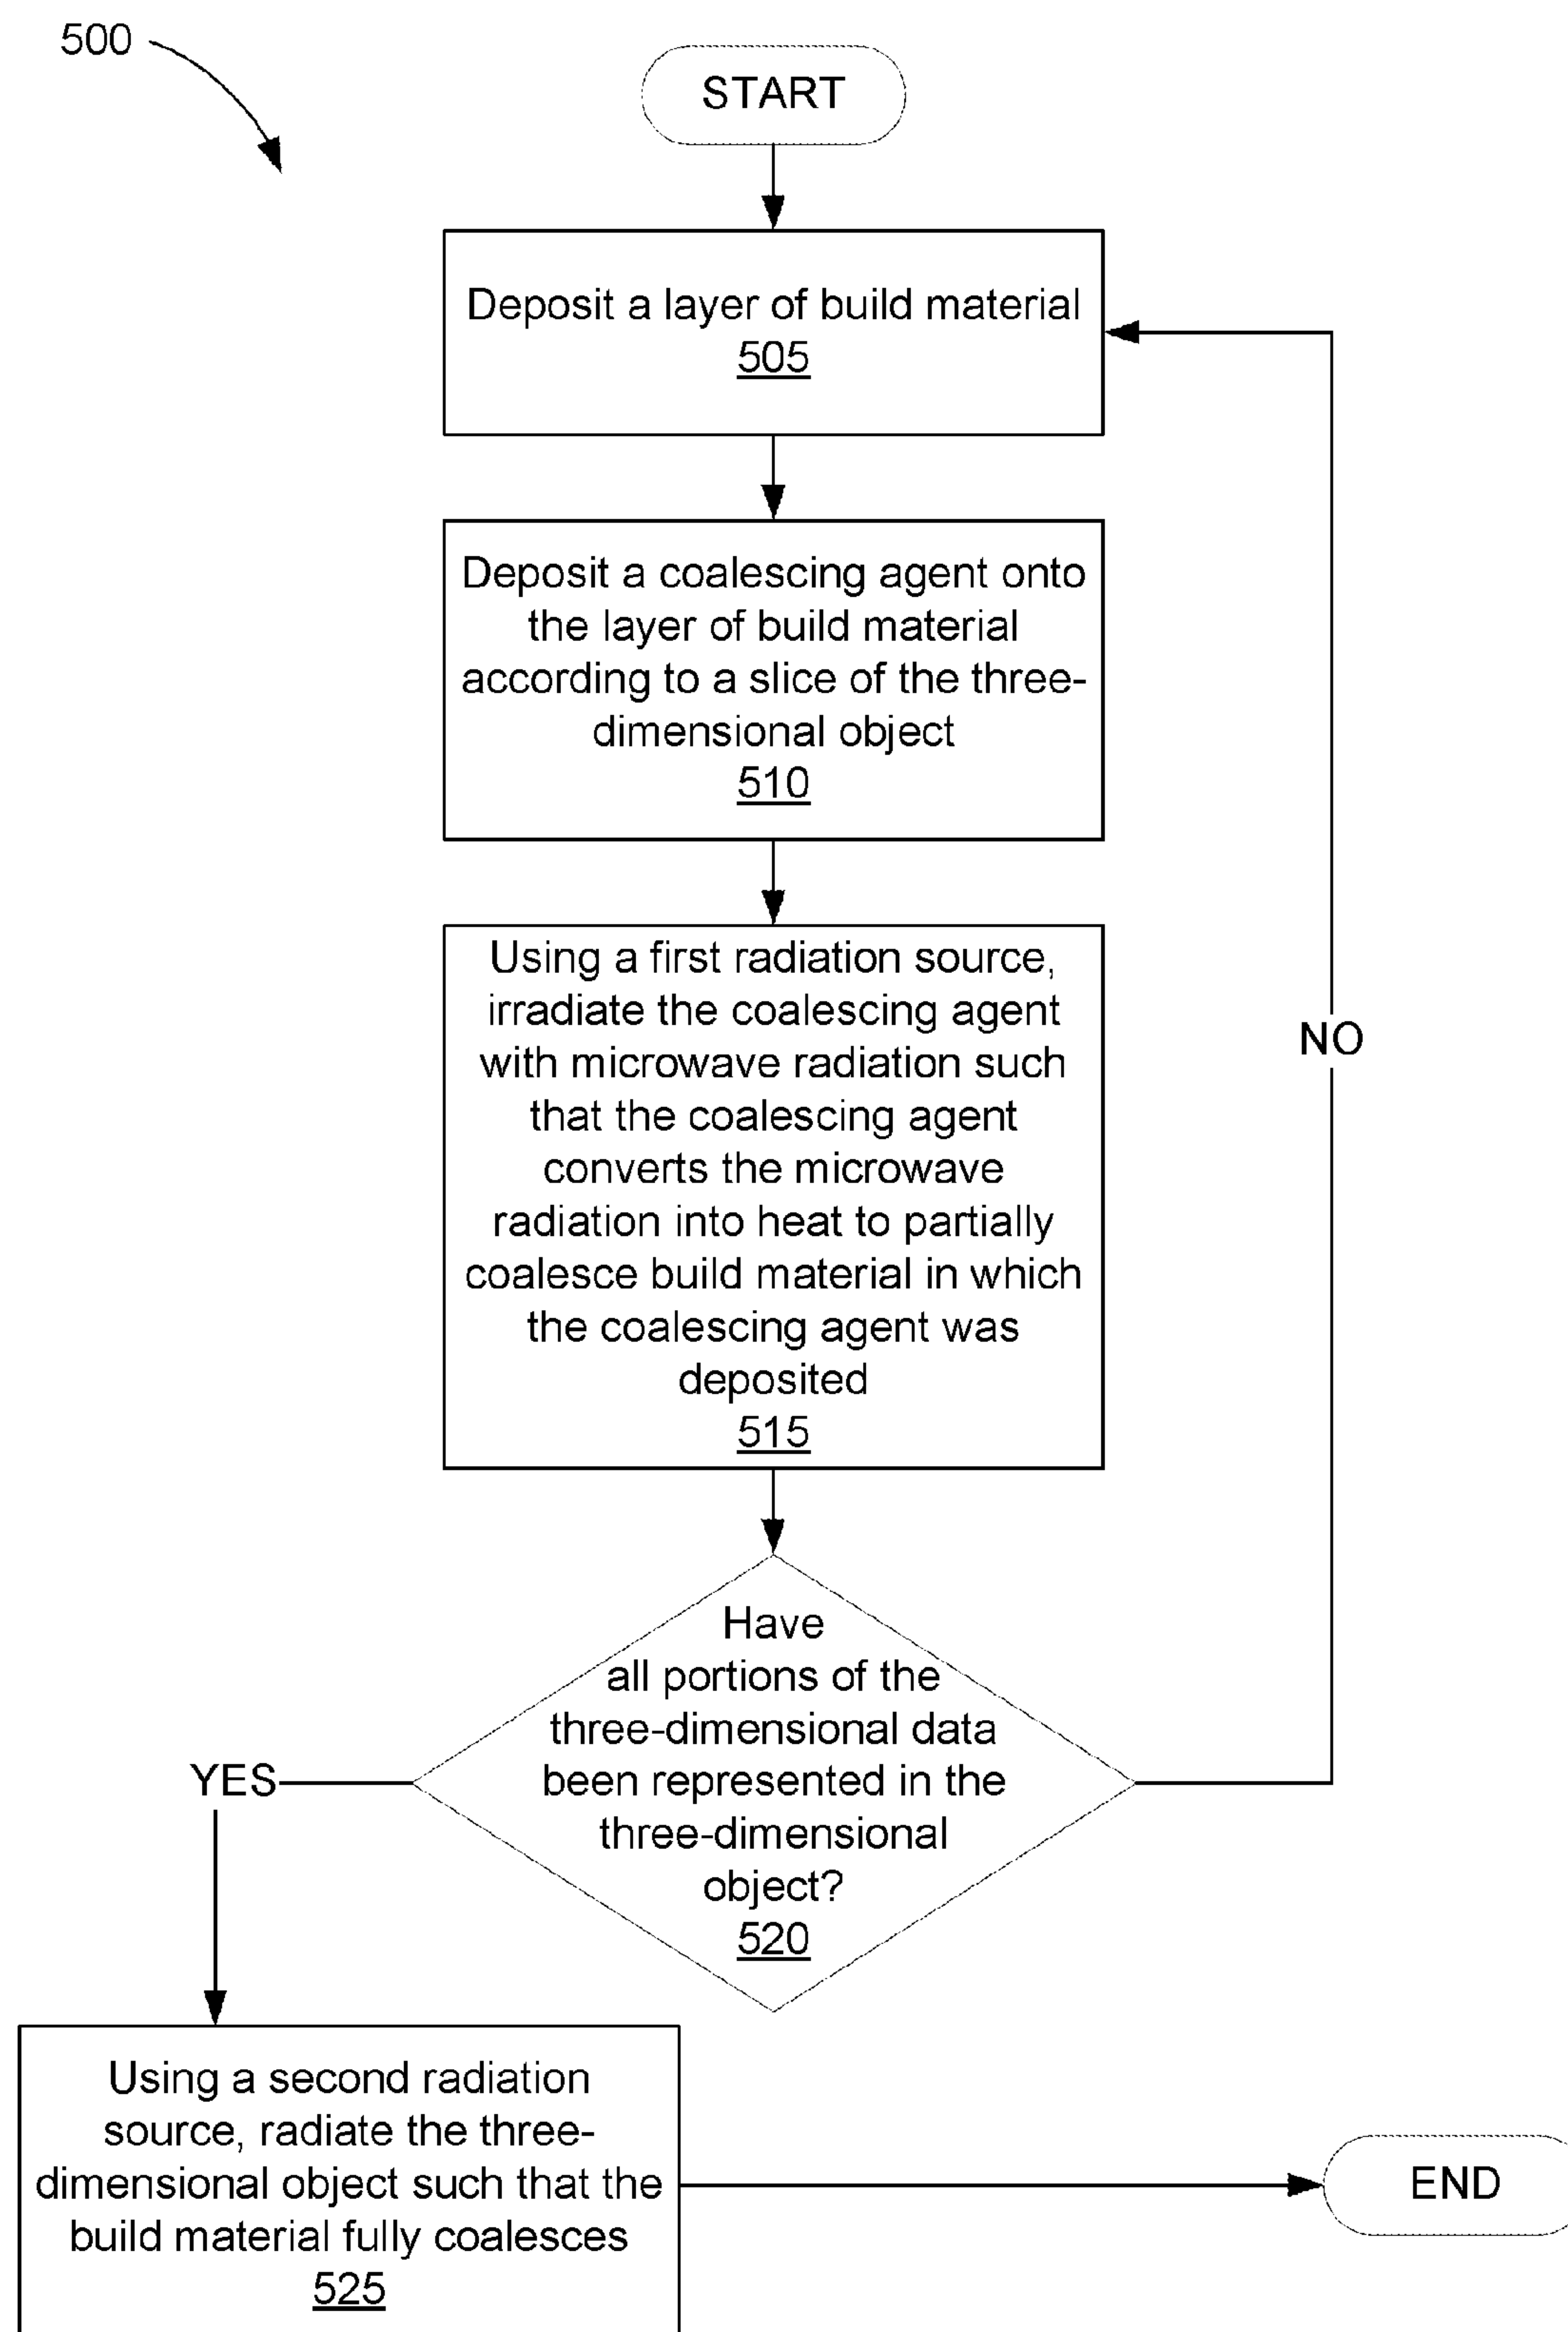 500
START
Deposit a layer of build material
505
Deposit a coalescing agent onto
the layer of build material
according to a slice of the three-
dimensional object
510
Using a first radiation source,
irradiate the coalescing agent
with microwave radiation such
that the coalescing agent
converts the microwave
radiation into heat to partially
coalesce build material in which
the coalescing agent was
deposited
515
NO
Have
all portions of the
three-dimensional data
been represented in the
three-dimensional
object?
520
YES
Using a second radiation
source, radiate the three-
dimensional object such that the
build material fully coalesces
525
END